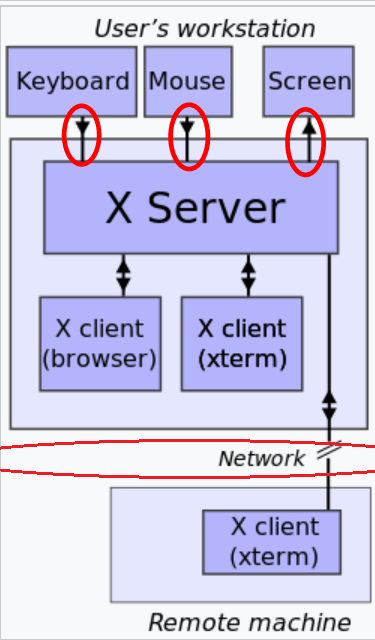 User's workstation
Keyboard
Mouse
Screen
X Server
X client
(browser)
X client
(xterm)
Network
X client
(xterm)
Remote machine